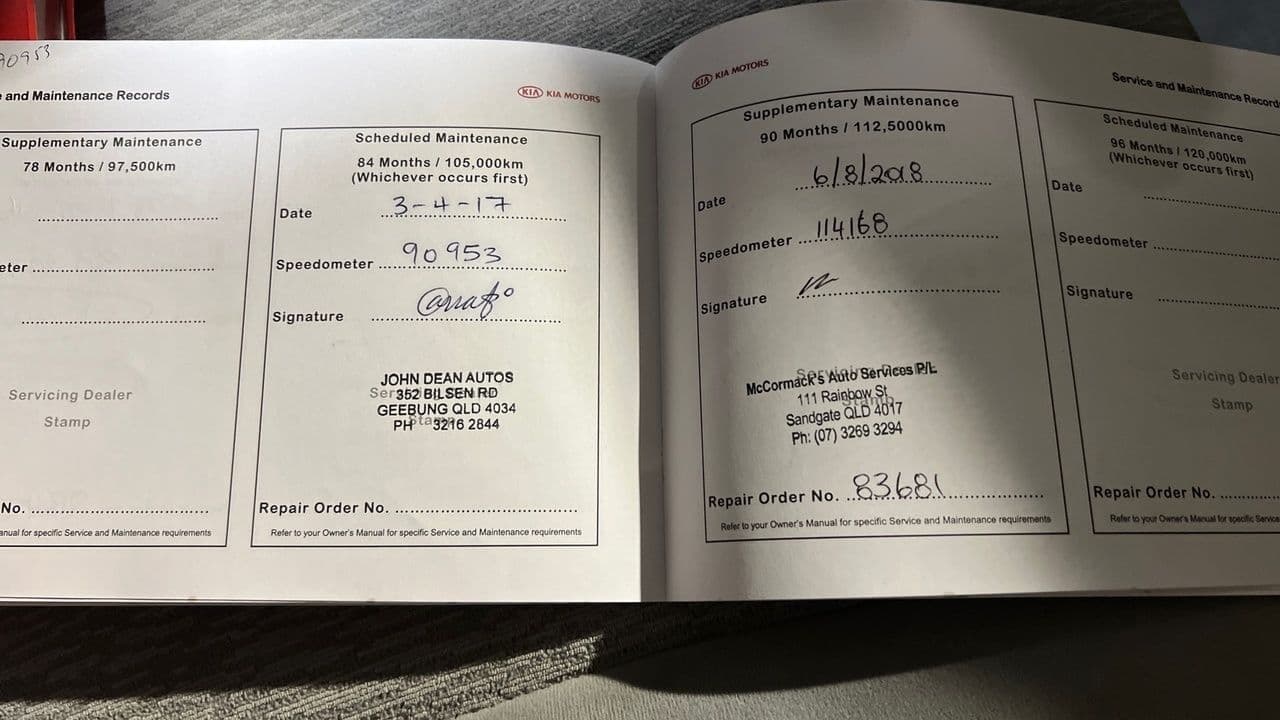 90953
and Maintenance Records
KIA KIA MOTORS
Supplementary Maintenance
78 Months / 97,500km
eter
Servicing Dealer
Stamp
No.
anual for specific Service and Maintenance requirements
Scheduled Maintenance
84 Months / 105,000km
(Whichever occurs first)
Date 3-4-17
Speedometer 90953
Signature
JOHN DEAN AUTOS
352 BILSEN RD
GEEBUNG QLD 4034
PH 3216 2844
Stamp
Repair Order No.
Refer to your Owner's Manual for specific Service and Maintenance requirements
KIA KIA MOTORS
Service and Maintenance Record
Supplementary Maintenance
90 Months / 112,5000km
Date 6/8/2018
Speedometer 114168
Signature
McCormack's Auto Services P/L
111 Rainbow St
Sandgate QLD 4017
Ph: (07) 3269 3294
Stamp
Repair Order No. 83681
Refer to your Owner's Manual for specific Service and Maintenance requirements
Scheduled Maintenance
96 Months / 120,000km
(Whichever occurs first)
Date
Speedometer
Signature
Servicing Dealer
Stamp
Repair Order No.
Refer to your Owner's Manual for specific Service